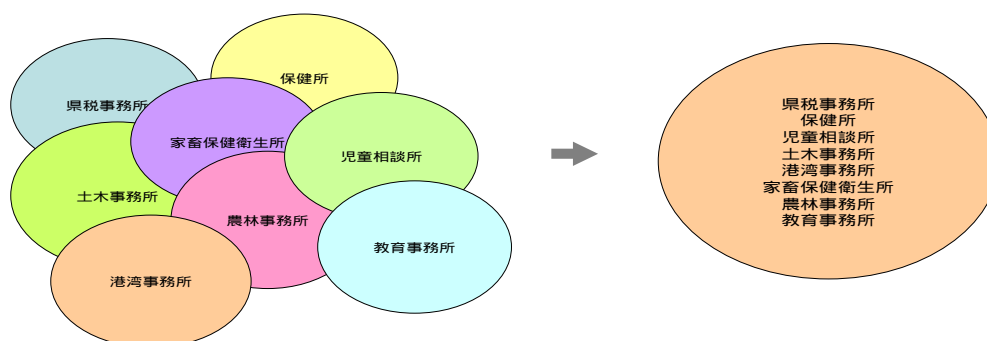 保健所
県税事務所
家畜保健衛生所
児童相談所
土木事務所
農林事務所
教育事務所
港湾事務所
県税事務所
保健所
児童相談所
土木事務所
港湾事務所
家畜保健衛生所
農林事務所
教育事務所